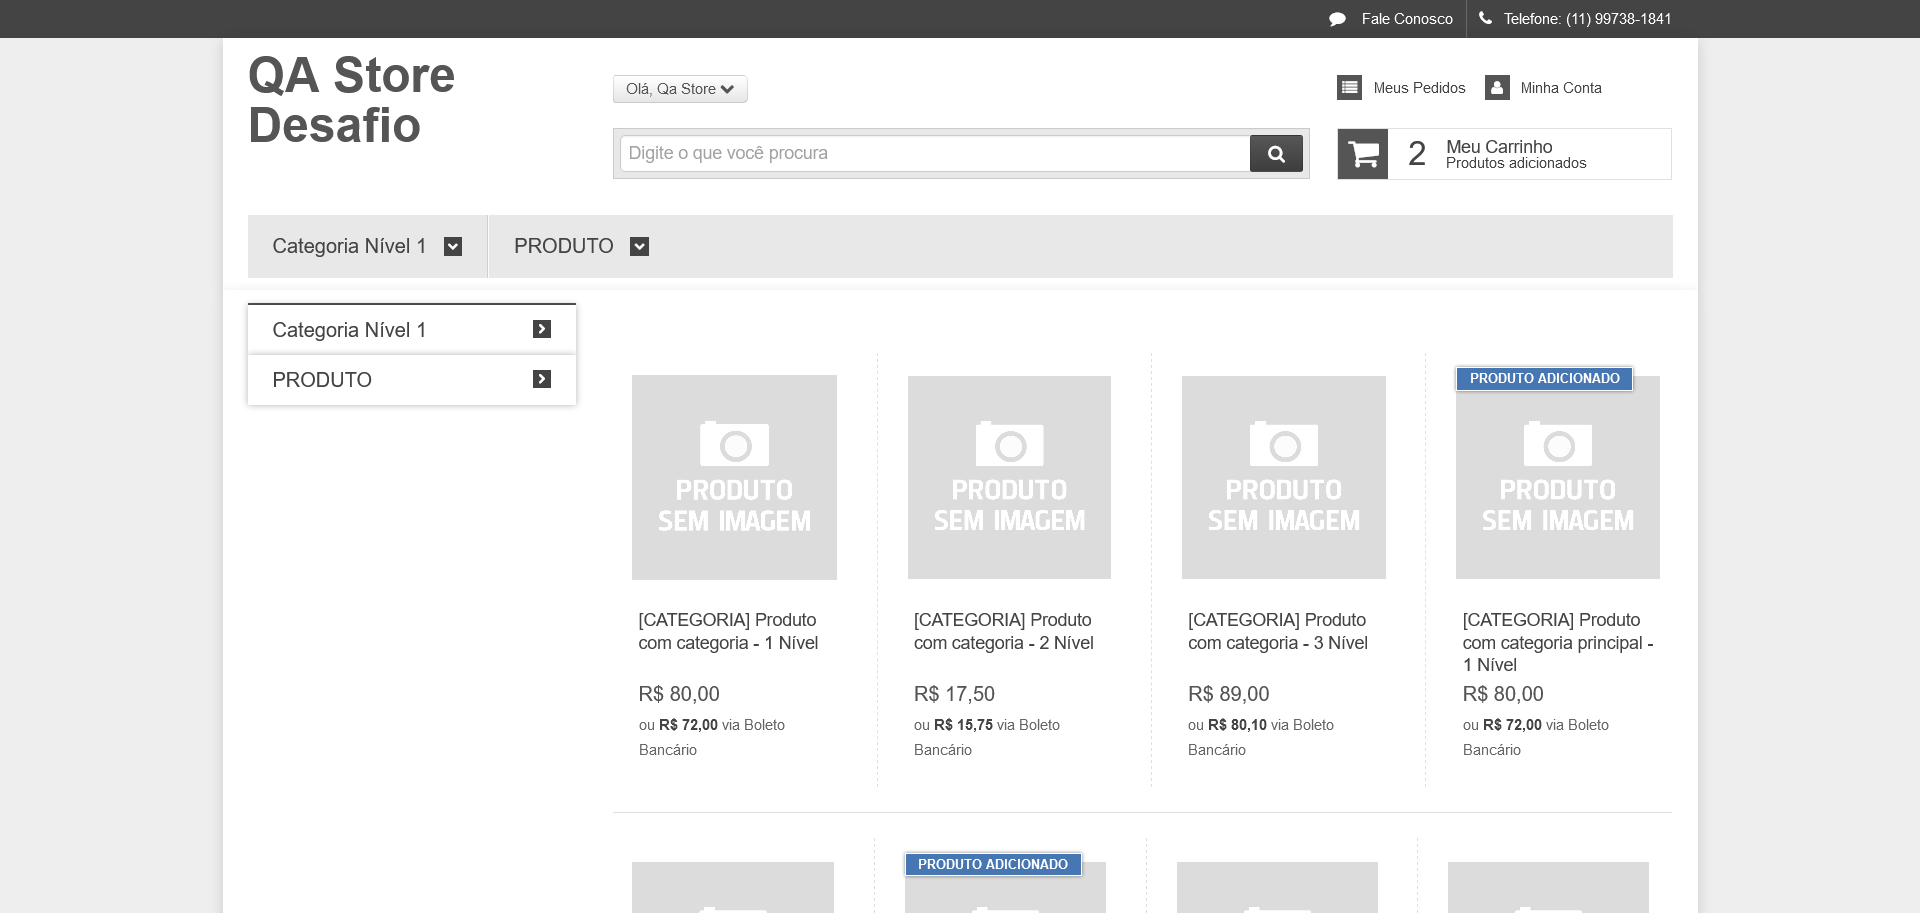 Fale Conosco
Telefone: (11) 99738-1841
QA Store
Desafio
Olá, Qa Store
Meus Pedidos
Minha Conta
Digite o que você procura
2
Meu Carrinho
Produtos adicionados
Categoria Nível 1
PRODUTO
Categoria Nível 1
PRODUTO
PRODUTO
SEM IMAGEM
[CATEGORIA] Produto
com categoria - 1 Nível
R$ 80,00
ou R$ 72,00 via Boleto
Bancário
PRODUTO
SEM IMAGEM
[CATEGORIA] Produto
com categoria - 2 Nível
R$ 17,50
ou R$ 15,75 via Boleto
Bancário
PRODUTO
SEM IMAGEM
[CATEGORIA] Produto
com categoria - 3 Nível
R$ 89,00
ou R$ 80,10 via Boleto
Bancário
PRODUTO ADICIONADO
PRODUTO
SEM IMAGEM
[CATEGORIA] Produto
com categoria principal -
1 Nível
R$ 80,00
ou R$ 72,00 via Boleto
Bancário
PRODUTO ADICIONADO